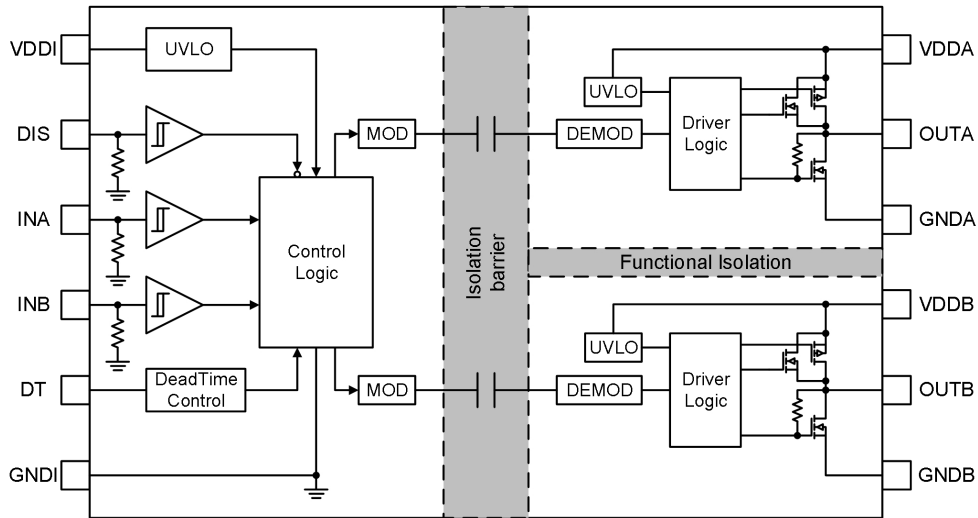 VDDI
UVLO
DIS
INA
INB
DT
DeadTime
Control
GNDI
Control
Logic
MOD
MOD
Isolation
barrier
Functional Isolation
UVLO
DEMOD
Driver
Logic
VDDA
OUTA
GNDA
UVLO
DEMOD
Driver
Logic
VDDB
OUTB
GNDB